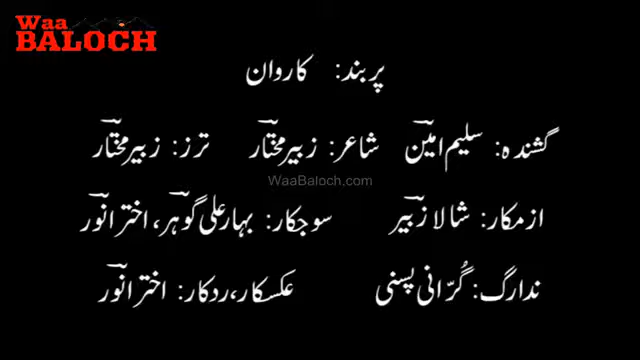 Waa
BALOCH
پربند: کاروان
گشندہ: سلیم امینؔ شاعر: زبیر مختارؔ ترز: زبیر مختارؔ
WaaBaloch.com
ازمکار: شالا زبیرؔ سوجکار: بہار علی گوہرؔ، اختر انورؔ
ندارگ: گُرّانی پسنی عکسکار، ردکار: اختر انورؔ